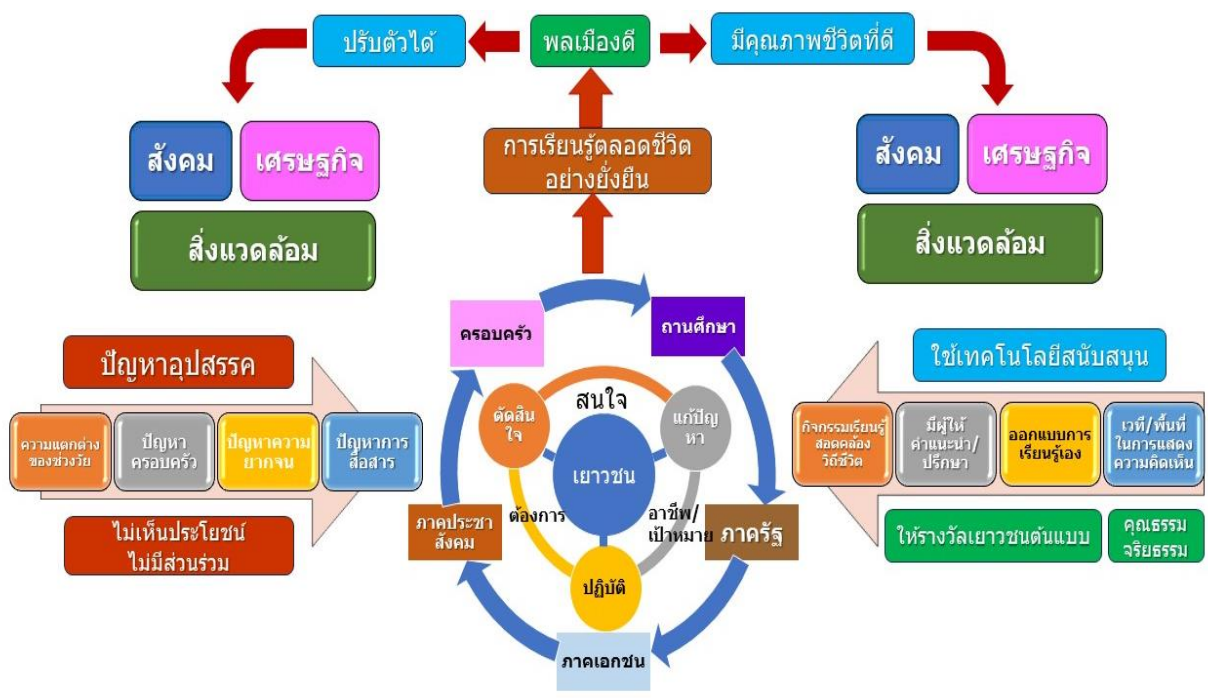 ปรับตัวได้
พลเมืองดี
มีคุณภาพชีวิตที่ดี
สังคม
เศรษฐกิจ
สิ่งแวดล้อม
การเรียนรู้ตลอดชีวิต
อย่างยั่งยืน
สังคม
เศรษฐกิจ
สิ่งแวดล้อม
ครอบครัว
ถานศึกษา
ปัญหาอุปสรรค
ความแตกต่าง
ของช่วงวัย
ปัญหา
ครอบครัว
ปัญหาความ
ยากจน
ปัญหาการ
สื่อสาร
ไม่เห็นประโยชน์
ไม่มีส่วนร่วม
สนใจ
ตัดสิน
ใจ
แก้ปัญ
หา
เยาวชน
ต้องการ
อาชีพ/
เป้าหมาย
ปฏิบัติ
ภาคประชา
สังคม
ภาครัฐ
ภาคเอกชน
ใช้เทคโนโลยีสนับสนุน
กิจกรรมเรียนรู้
สอดคล้อง
วิถีชีวิต
มีผู้ให้
คำแนะนำ/
ปรึกษา
ออกแบบการ
เรียนรู้เอง
เวที/พื้นที่
ในการแสดง
ความคิดเห็น
ให้รางวัลเยาวชนต้นแบบ
คุณธรรม
จริยธรรม